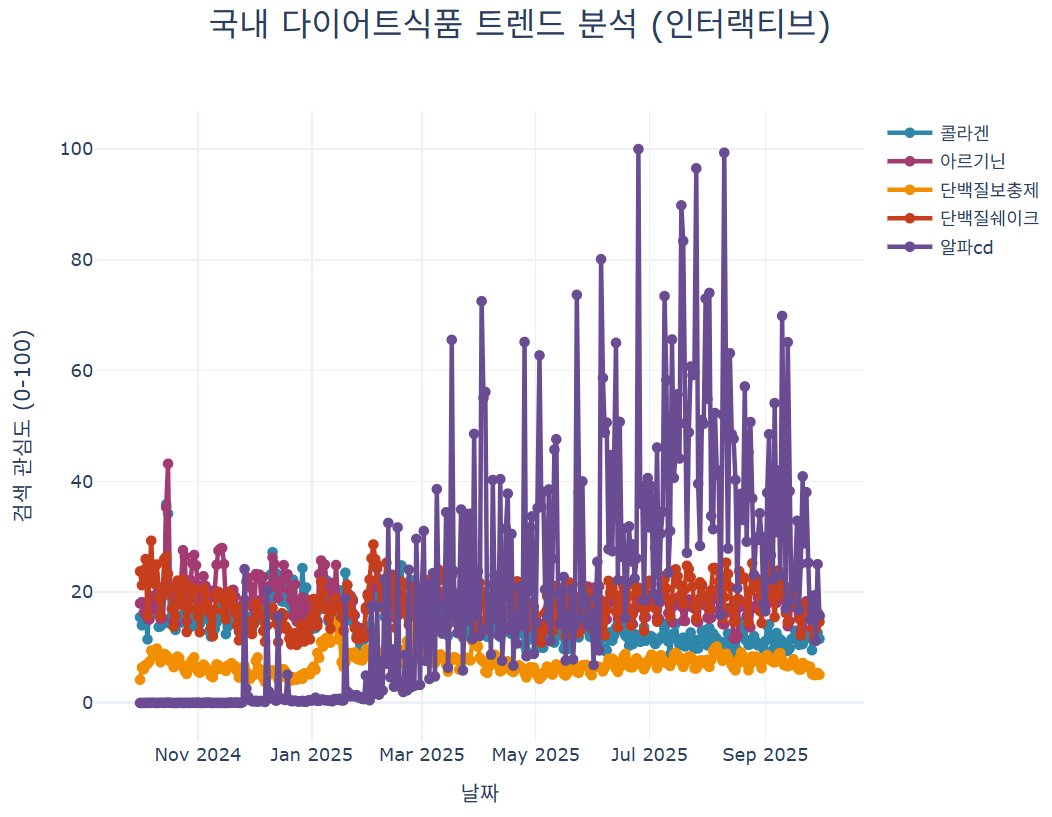 국내 다이어트식품 트렌드 분석 (인터랙티브)
콜라겐
아르기닌
단백질보충제
단백질쉐이크
알파cd
검색 관심도 (0-100)
100
80
60
40
20
0
Nov 2024
Jan 2025
Mar 2025
May 2025
Jul 2025
Sep 2025
날짜